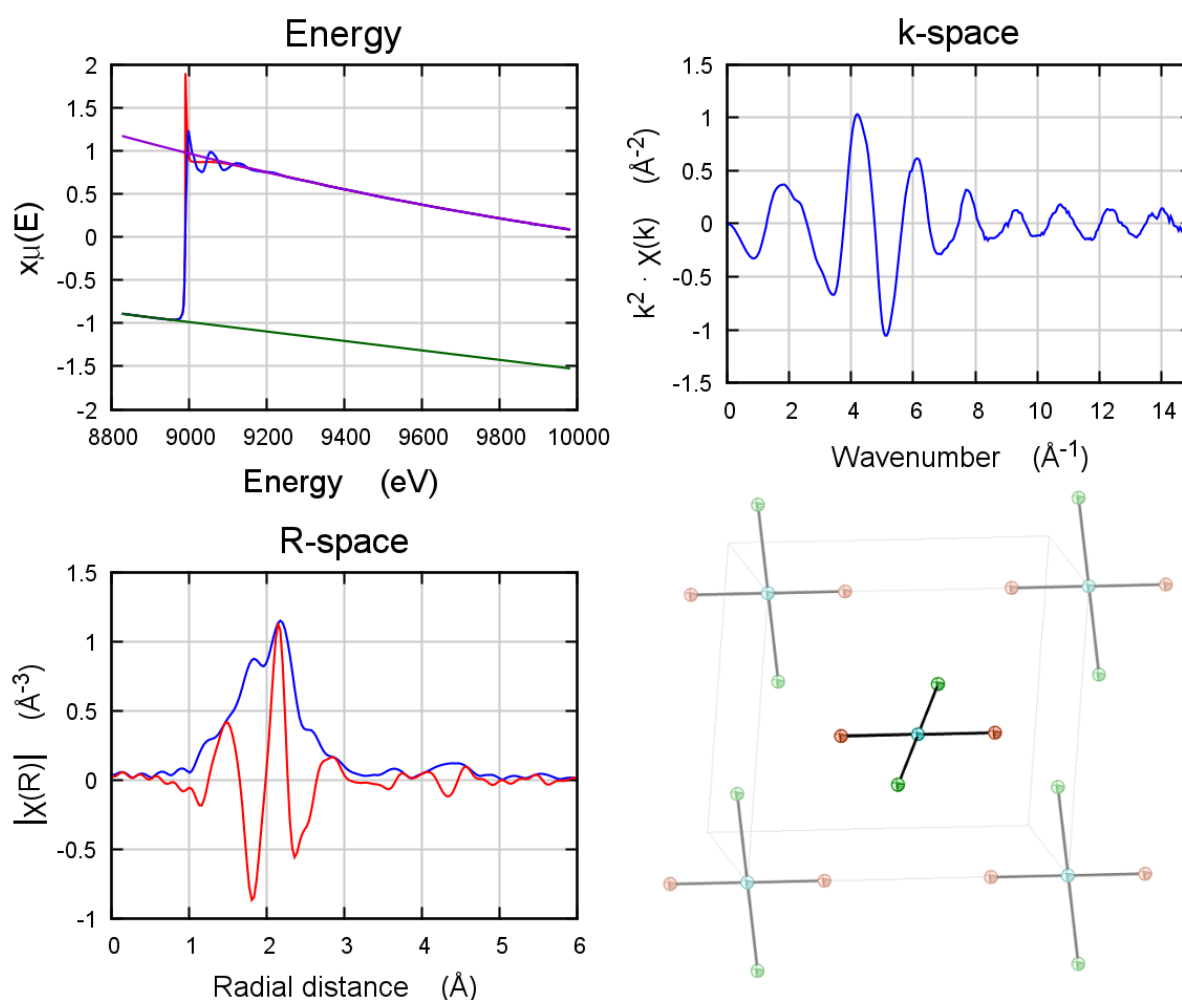 Energy
xμ(E)
2
1.5
1
0.5
0
-0.5
-1
-1.5
-2
8800 9000 9200 9400 9600 9800 10000
Energy (eV)
k-space
k² · χ(k) (Å⁻²)
1.5
1
0.5
0
-0.5
-1
-1.5
0 2 4 6 8 10 12 14
Wavenumber (Å⁻¹)
R-space
|χ(R)| (Å⁻³)
1.5
1
0.5
0
-0.5
-1
0 1 2 3 4 5 6
Radial distance (Å)